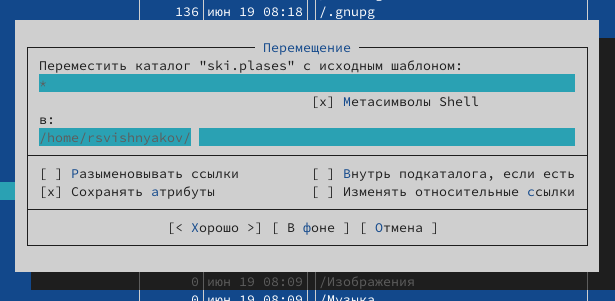 136 июн 19 08:18 /.gnupg
Перемещение
Переместить каталог "ski.plases" с исходным шаблоном:
*
[x] Метасимволы Shell
в:
/home/rsvishnyakov/
[ ] Разыменовывать ссылки [ ] Внутрь подкаталога, если есть
[x] Сохранять атрибуты [ ] Изменять относительные ссылки
[< Хорошо >] [ В фоне ] [ Отмена ]
0 июн 19 08:09 /Изображения
0 июн 19 08:09 /Музыка